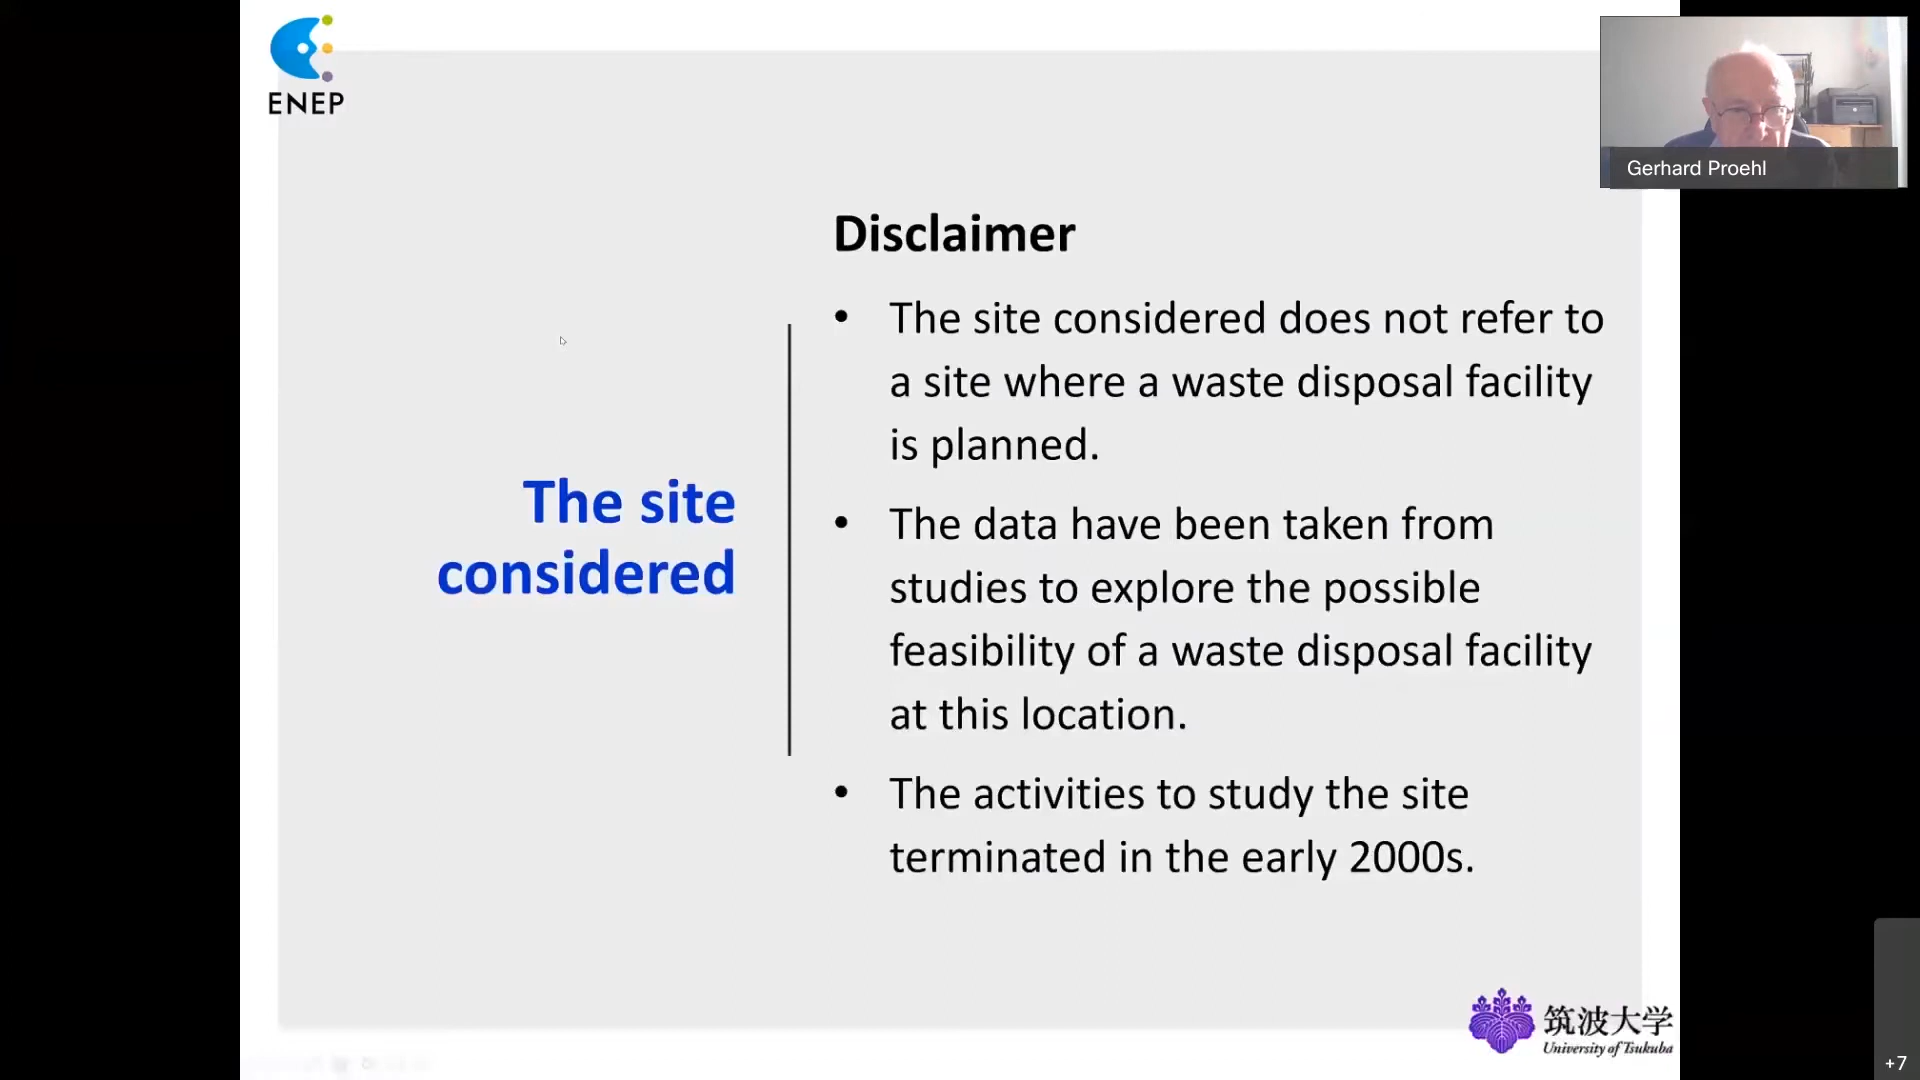 ENEP
Gerhard Proehl
Disclaimer
• The site considered does not refer to
a site where a waste disposal facility
is planned.
The site
considered
• The data have been taken from
studies to explore the possible
feasibility of a waste disposal facility
at this location.
• The activities to study the site
terminated in the early 2000s.
筑波大学
University of Tsukuba
+7